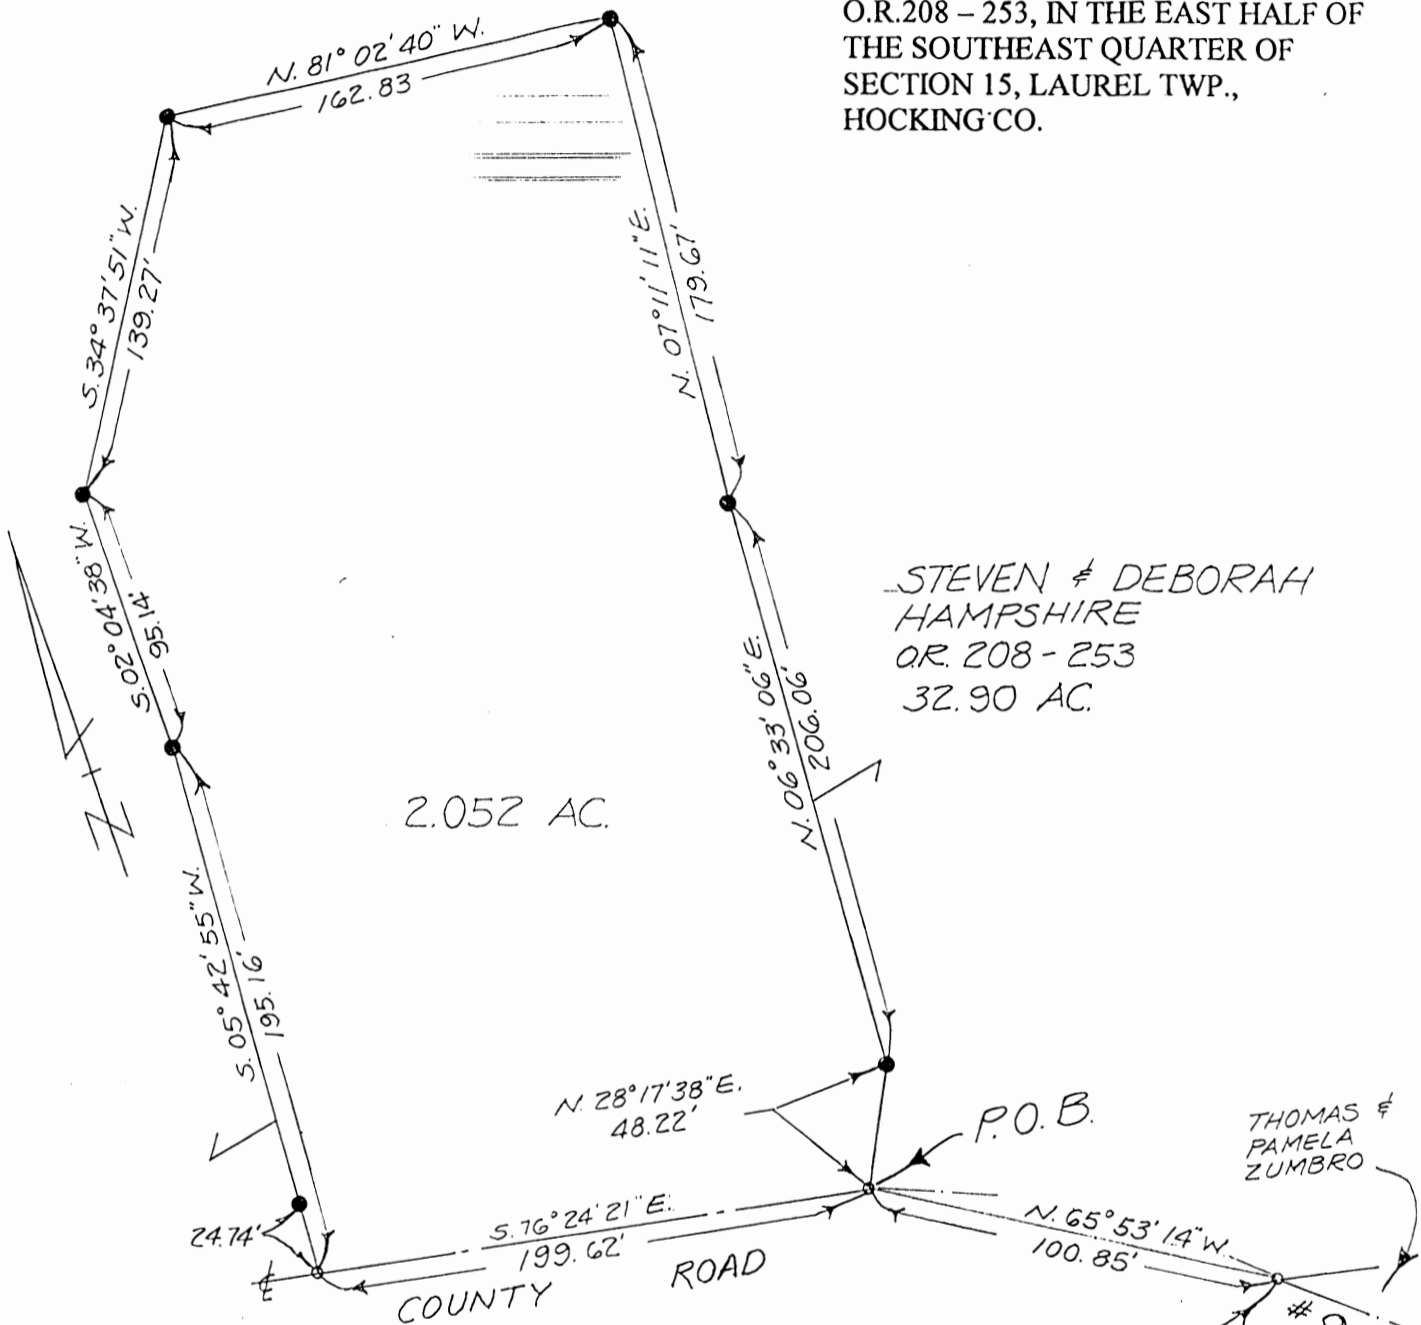 O.R.208 – 253, IN THE EAST HALF OF
THE SOUTHEAST QUARTER OF
SECTION 15, LAUREL TWP.,
HOCKING CO.
N. 81° 02' 40" W.
162.83
S. 34° 37' 51" W.
139.27'
N. 07° 11' 11" E.
179.67'
S. 02° 04' 38" W.
95.14'
STEVEN & DEBORAH
HAMPSHIRE
O.R. 208 - 253
32.90 AC.
N. 06° 33' 06" E.
206.06'
N
2.052 AC.
S. 05° 42' 55" W.
195.16'
N. 28° 17' 38" E.
48.22'
P.O.B.
THOMAS &
PAMELA
ZUMBRO
24.74'
S. 76° 24' 21" E.
199.62'
N. 65° 53' 14" W.
100.85'
℄
COUNTY ROAD
#